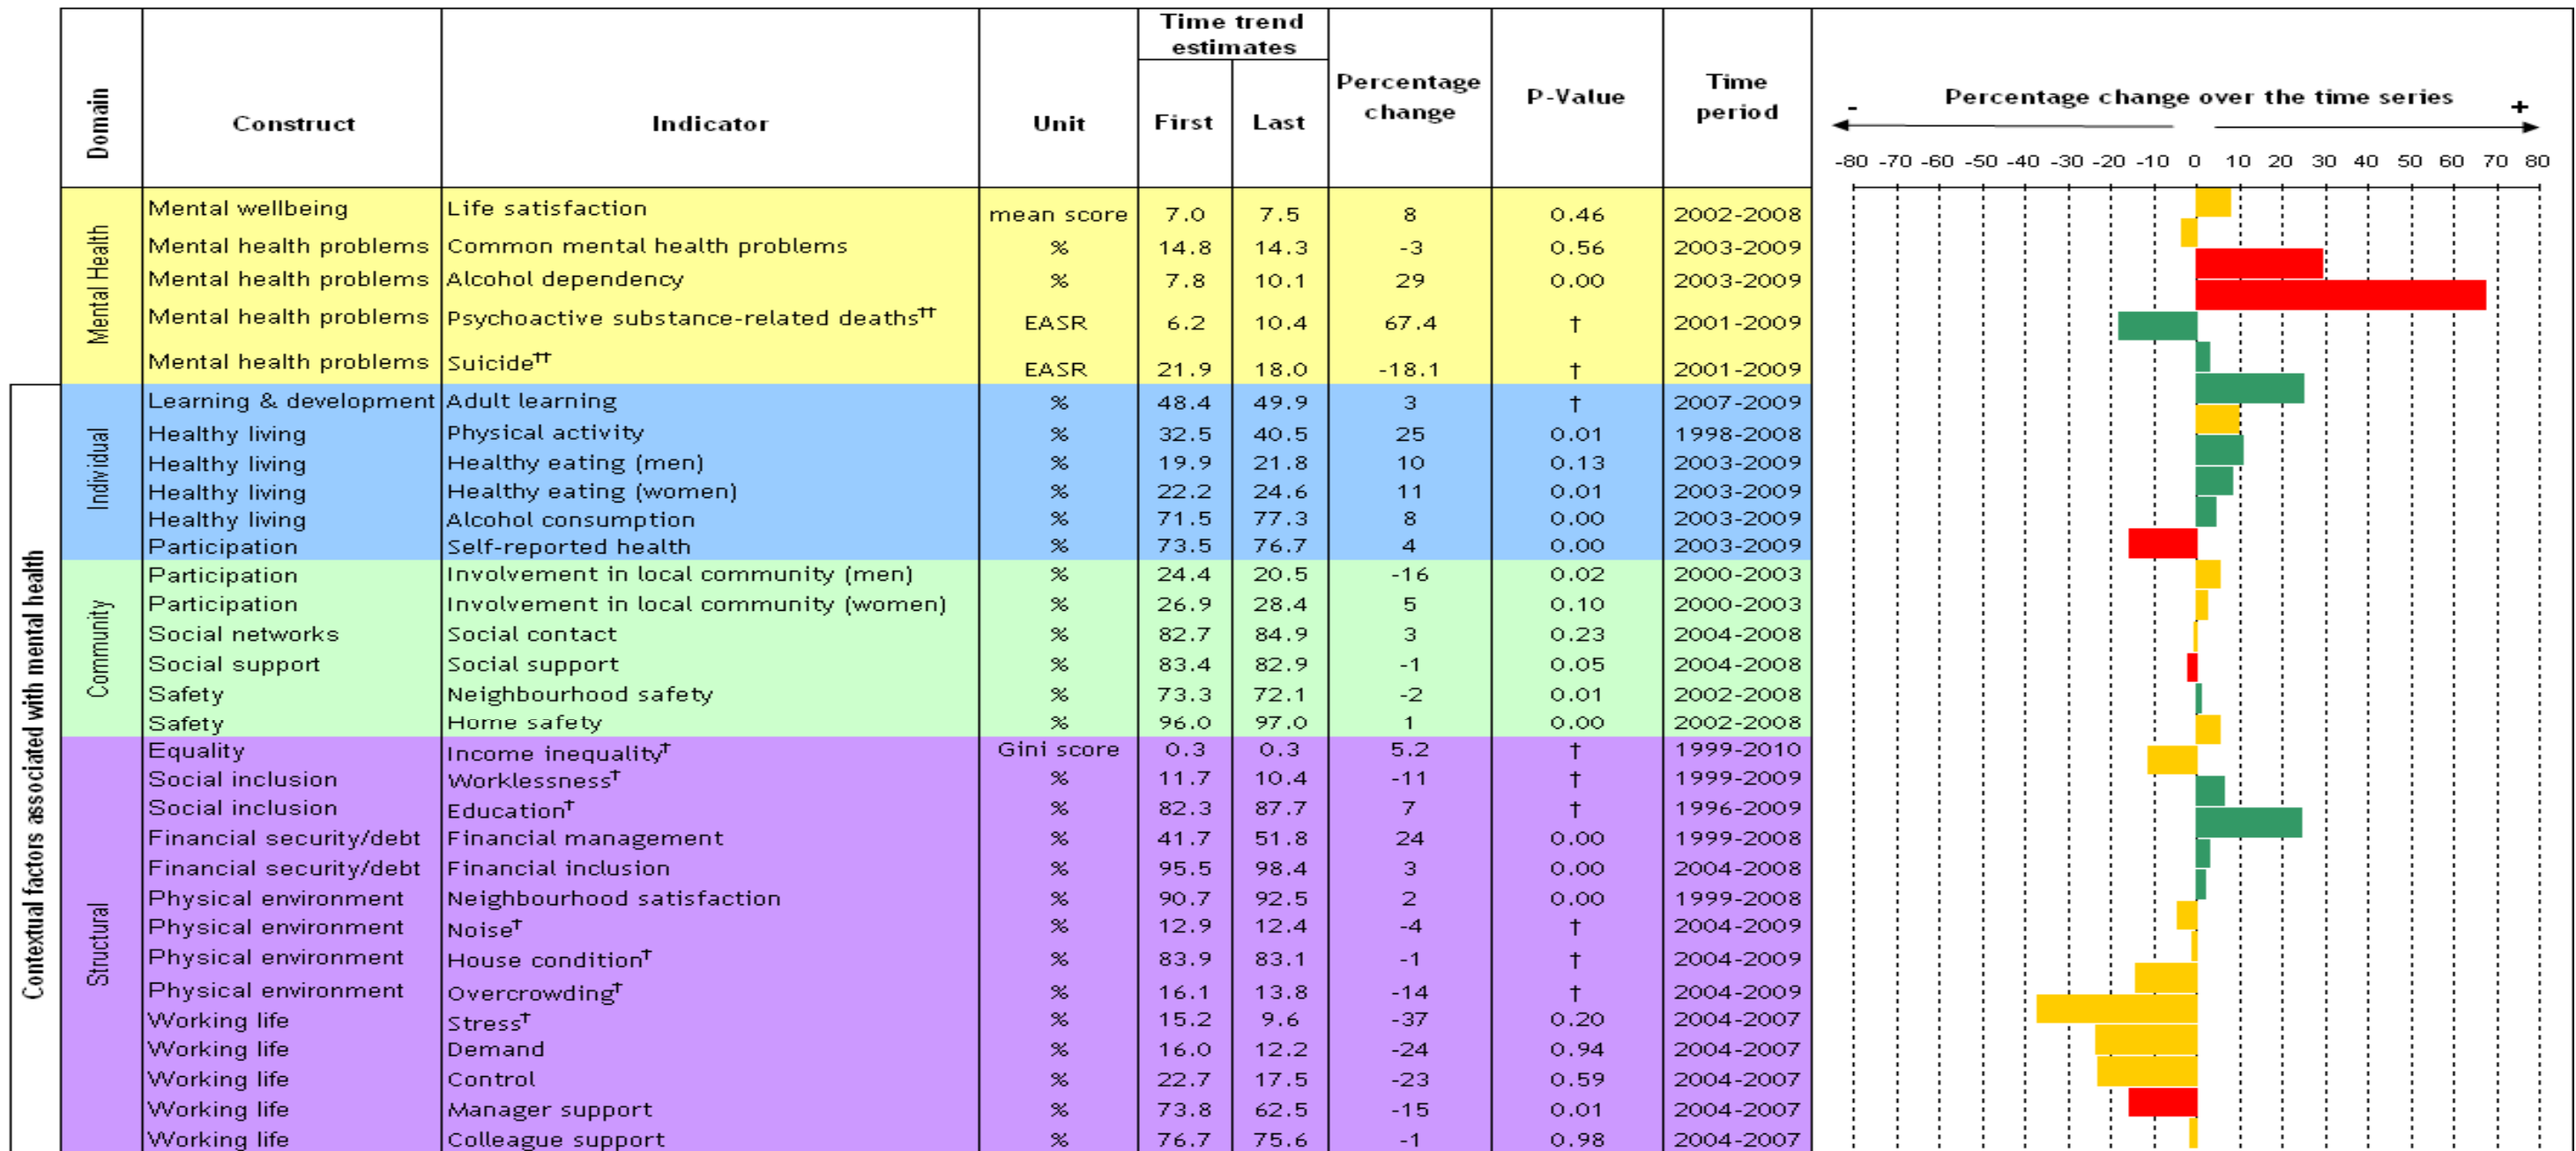 Time trend estimates
Domain Construct Indicator Unit First Last Percentage change P-Value Time period - Percentage change over the time series +
-80 -70 -60 -50 -40 -30 -20 -10 0 10 20 30 40 50 60 70 80
Mental Health
Mental wellbeing Life satisfaction mean score 7.0 7.5 8 0.46 2002-2008
Mental health problems Common mental health problems % 14.8 14.3 -3 0.56 2003-2009
Mental health problems Alcohol dependency % 7.8 10.1 29 0.00 2003-2009
Mental health problems Psychoactive substance-related deaths†† EASR 6.2 10.4 67.4 † 2001-2009
Mental health problems Suicide†† EASR 21.9 18.0 -18.1 † 2001-2009
Contextual factors associated with mental health
Individual
Learning & development Adult learning % 48.4 49.9 3 † 2007-2009
Healthy living Physical activity % 32.5 40.5 25 0.01 1998-2008
Healthy living Healthy eating (men) % 19.9 21.8 10 0.13 2003-2009
Healthy living Healthy eating (women) % 22.2 24.6 11 0.01 2003-2009
Healthy living Alcohol consumption % 71.5 77.3 8 0.00 2003-2009
Participation Self-reported health % 73.5 76.7 4 0.00 2003-2009
Community
Participation Involvement in local community (men) % 24.4 20.5 -16 0.02 2000-2003
Participation Involvement in local community (women) % 26.9 28.4 5 0.10 2000-2003
Social networks Social contact % 82.7 84.9 3 0.23 2004-2008
Social support Social support % 83.4 82.9 -1 0.05 2004-2008
Safety Neighbourhood safety % 73.3 72.1 -2 0.01 2002-2008
Safety Home safety % 96.0 97.0 1 0.00 2002-2008
Structural
Equality Income inequality† Gini score 0.3 0.3 5.2 † 1999-2010
Social inclusion Worklessness† % 11.7 10.4 -11 † 1999-2009
Social inclusion Education† % 82.3 87.7 7 † 1996-2009
Financial security/debt Financial management % 41.7 51.8 24 0.00 1999-2008
Financial security/debt Financial inclusion % 95.5 98.4 3 0.00 2004-2008
Physical environment Neighbourhood satisfaction % 90.7 92.5 2 0.00 1999-2008
Physical environment Noise† % 12.9 12.4 -4 † 2004-2009
Physical environment House condition† % 83.9 83.1 -1 † 2004-2009
Physical environment Overcrowding† % 16.1 13.8 -14 † 2004-2009
Working life Stress† % 15.2 9.6 -37 0.20 2004-2007
Working life Demand % 16.0 12.2 -24 0.94 2004-2007
Working life Control % 22.7 17.5 -23 0.59 2004-2007
Working life Manager support % 73.8 62.5 -15 0.01 2004-2007
Working life Colleague support % 76.7 75.6 -1 0.98 2004-2007